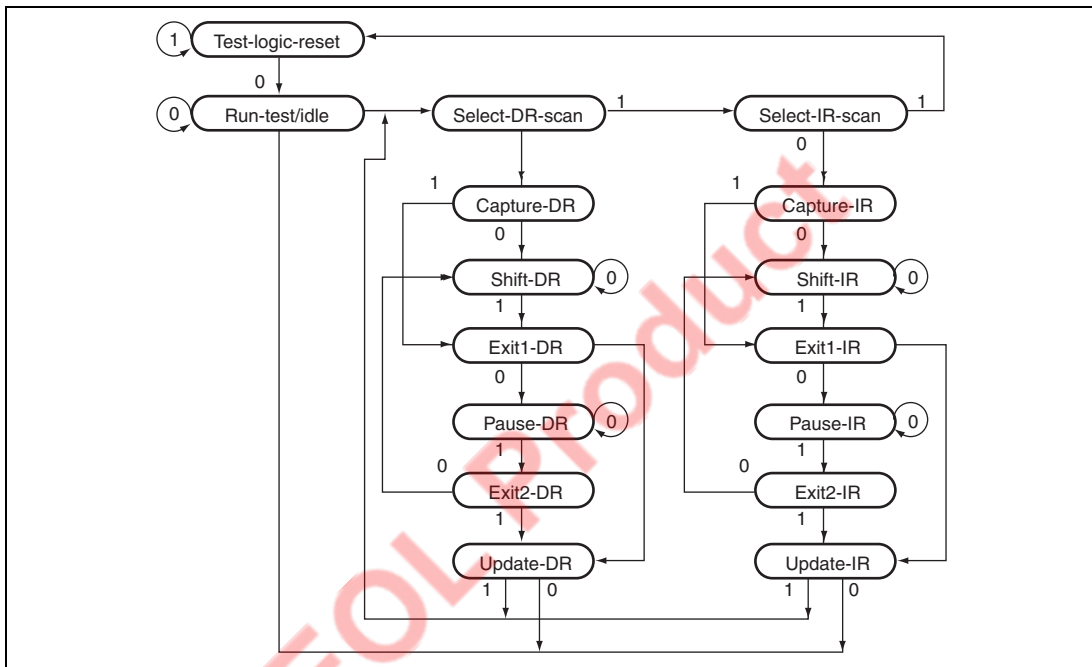 1
Test-logic-reset
0
0
Run-test/idle
Select-DR-scan
1
Select-IR-scan
1
0
1
Capture-DR
0
1
Capture-IR
0
Shift-DR
0
Shift-IR
0
1
1
Exit1-DR
Exit1-IR
0
0
Pause-DR
0
Pause-IR
0
1
1
0
Exit2-DR
0
Exit2-IR
1
1
Update-DR
Update-IR
1
0
1
0
EOL Product